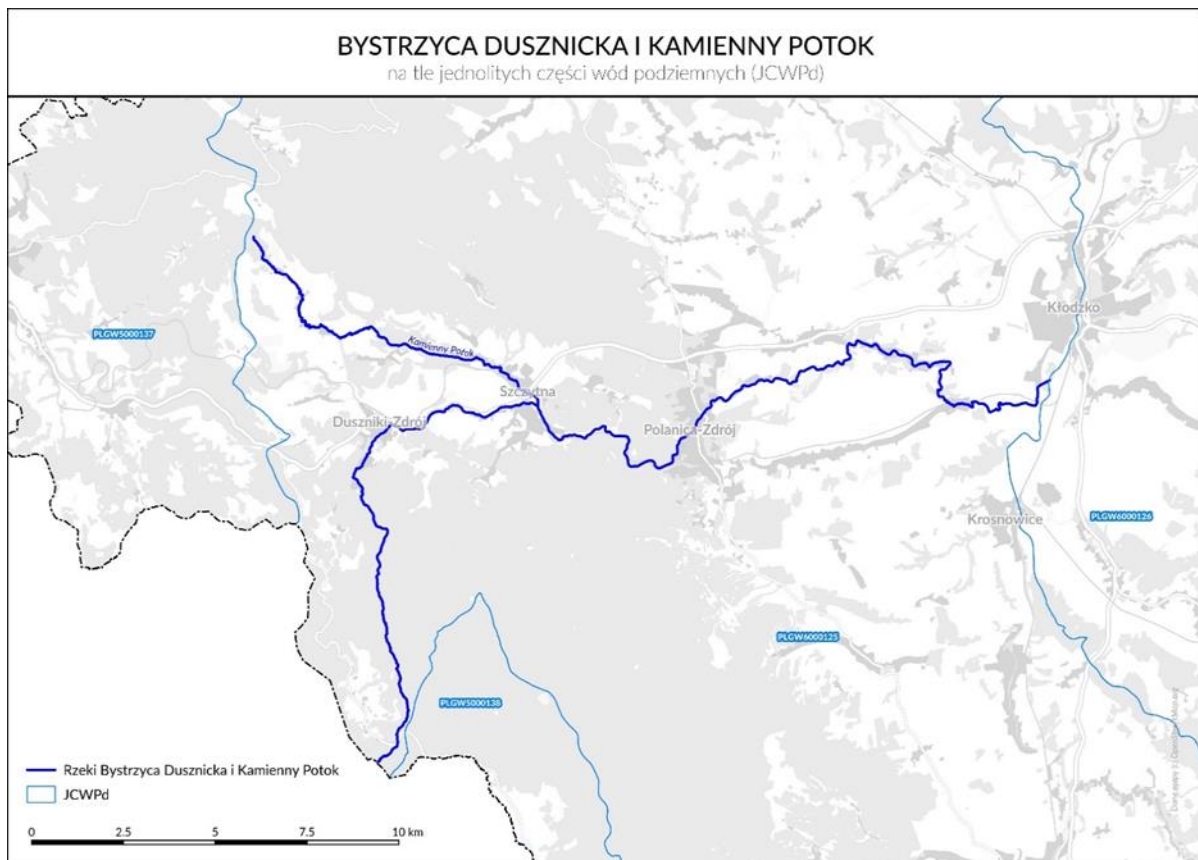 BYSTRZYCA DUSZNICKA I KAMIENNY POTOK
na tle jednolitych części wód podziemnych (JCWPd)
Kłodzko
PLGW5000137
Kamienny Potok
Szczytna
Duszniki-Zdrój
Polanica-Zdrój
Krosnowice
PLGW6000126
PLGW6000125
PLGW5000138
Rzeki Bystrzyca Dusznicka i Kamienny Potok
JCWPd
0 2.5 5 7.5 10 km